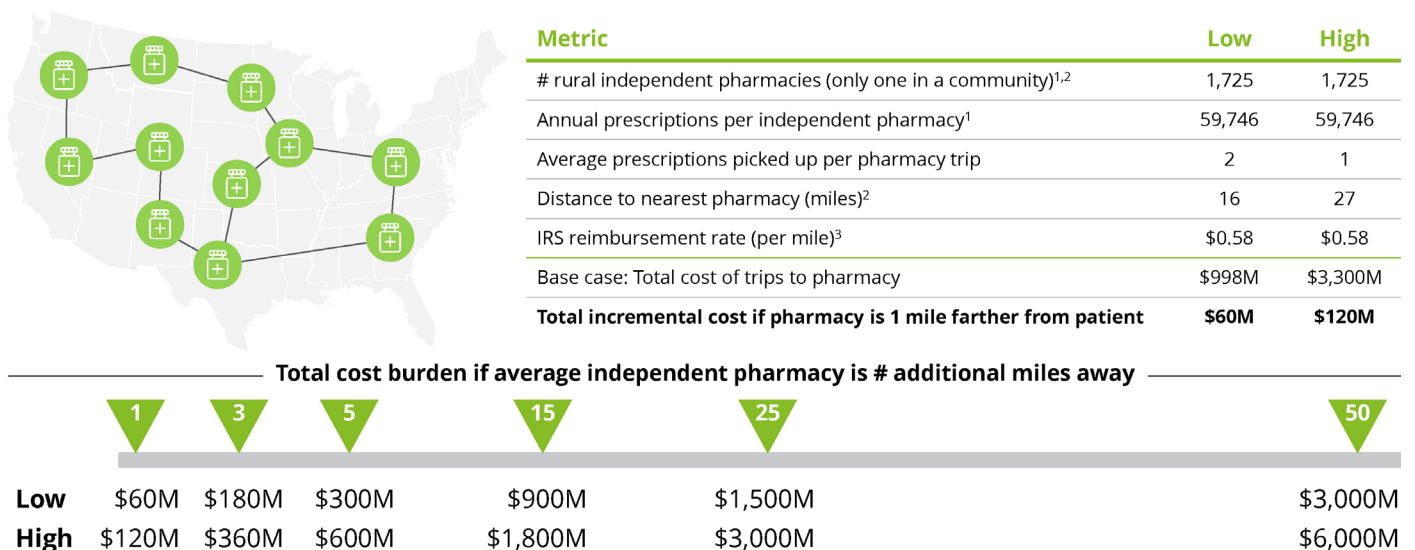 Metric Low High
# rural independent pharmacies (only one in a community)1,2 1,725 1,725
Annual prescriptions per independent pharmacy1 59,746 59,746
Average prescriptions picked up per pharmacy trip 2 1
Distance to nearest pharmacy (miles)2 16 27
IRS reimbursement rate (per mile)3 $0.58 $0.58
Base case: Total cost of trips to pharmacy $998M $3,300M
Total incremental cost if pharmacy is 1 mile farther from patient $60M $120M
Total cost burden if average independent pharmacy is # additional miles away
1 3 5 15 25 50
Low $60M $180M $300M $900M $1,500M $3,000M
High $120M $360M $600M $1,800M $3,000M $6,000M